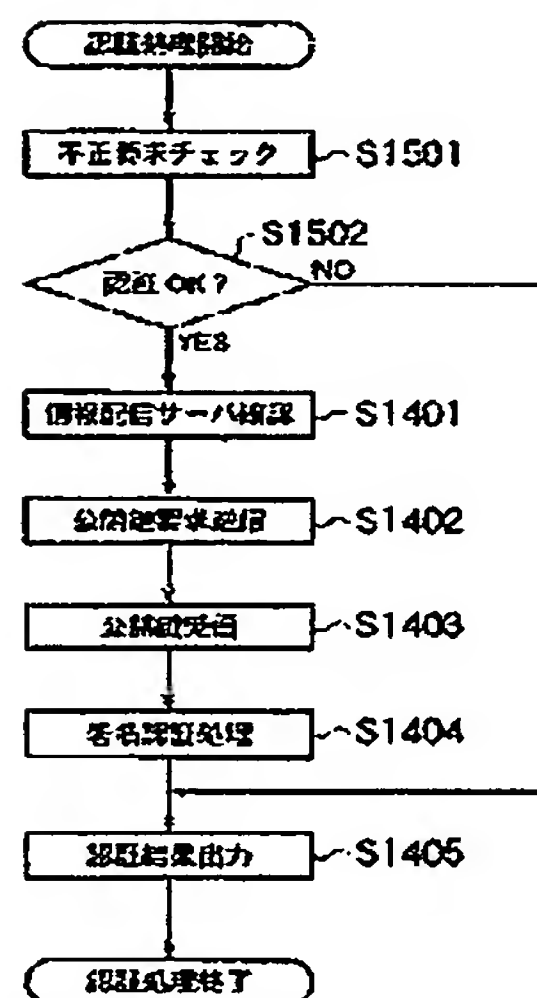 認証処理開始
不正要求チェック
S1501
S1502
認証OK?
NO
YES
情報配信サーバ確認
S1401
公開鍵要求送信
S1402
公開鍵受信
S1403
署名認証処理
S1404
認証結果出力
S1405
認証処理終了